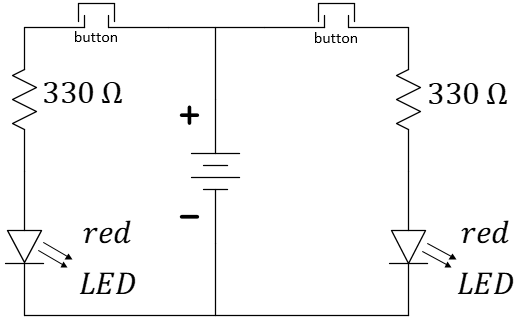 button
button
330 Ω
330 Ω
+
−
red
LED
red
LED